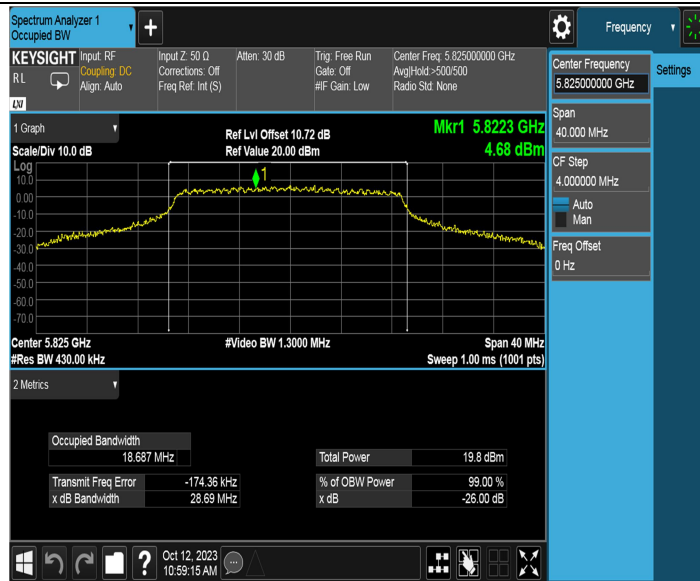 Spectrum Analyzer 1
Occupied BW
+
Frequency
KEYSIGHT
RL
LXI
Input: RF
Coupling: DC
Align: Auto
Input Z: 50 Ω
Corrections: Off
Freq Ref: Int (S)
Atten: 30 dB
Trig: Free Run
Gate: Off
#IF Gain: Low
Center Freq: 5.825000000 GHz
Avg|Hold:>500/500
Radio Std: None
Center Frequency
5.825000000 GHz
Settings
Span
40.000 MHz
CF Step
4.000000 MHz
Auto
Man
Freq Offset
0 Hz
1 Graph
Scale/Div 10.0 dB
Ref Lvl Offset 10.72 dB
Ref Value 20.00 dBm
Mkr1 5.8223 GHz
4.68 dBm
Log
10.0
0.00
-10.0
-20.0
-30.0
-40.0
-50.0
-60.0
-70.0
1
Center 5.825 GHz
#Res BW 430.00 kHz
#Video BW 1.3000 MHz
Span 40 MHz
Sweep 1.00 ms (1001 pts)
2 Metrics
Occupied Bandwidth
18.687 MHz
Transmit Freq Error -174.36 kHz
x dB Bandwidth 28.69 MHz
Total Power 19.8 dBm
% of OBW Power 99.00 %
x dB -26.00 dB
?
Oct 12, 2023
10:59:15 AM